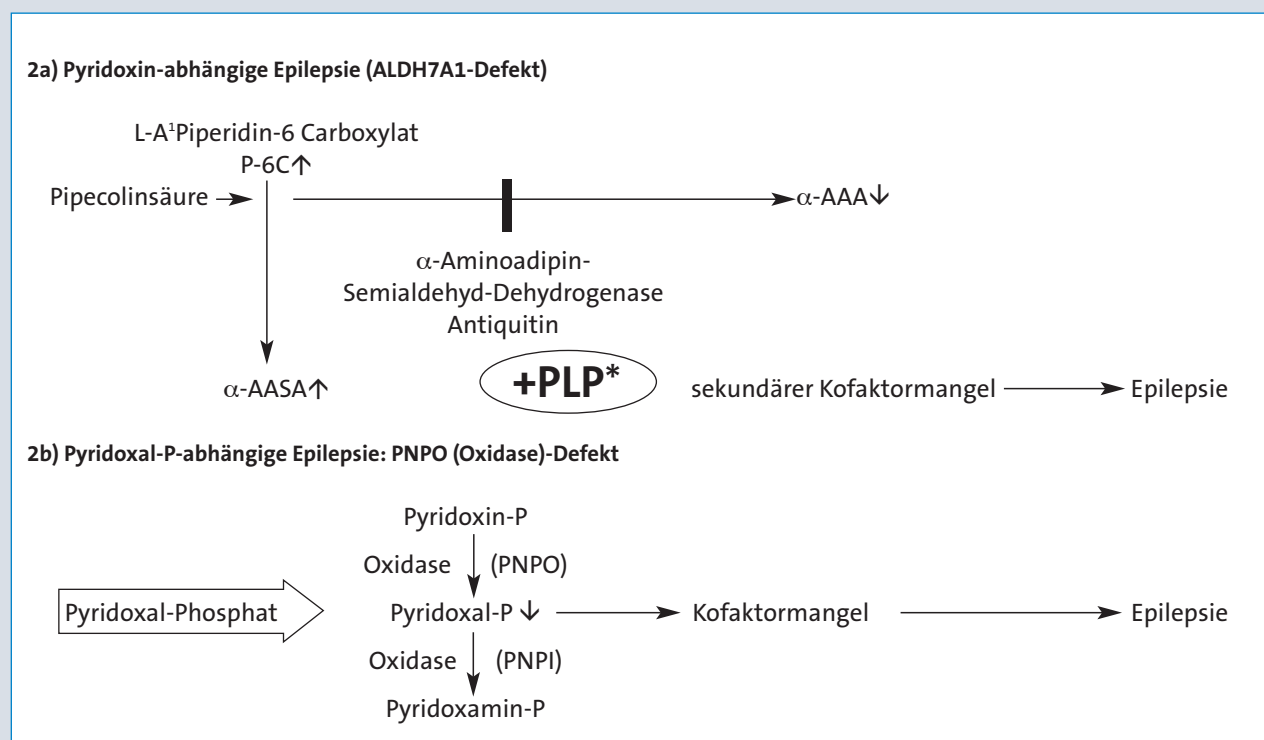 2a) Pyridoxin-abhängige Epilepsie (ALDH7A1-Defekt)
L-A¹Piperidin-6 Carboxylat
P-6C↑
Pipecolinsäure
α-AAA↓
α-Aminoadipin-
Semialdehyd-Dehydrogenase
Antiquitin
α-AASA↑
+PLP*
sekundärer Kofaktormangel
Epilepsie
2b) Pyridoxal-P-abhängige Epilepsie: PNPO (Oxidase)-Defekt
Pyridoxin-P
Oxidase (PNPO)
Pyridoxal-Phosphat
Pyridoxal-P ↓
Kofaktormangel
Epilepsie
Oxidase (PNPI)
Pyridoxamin-P